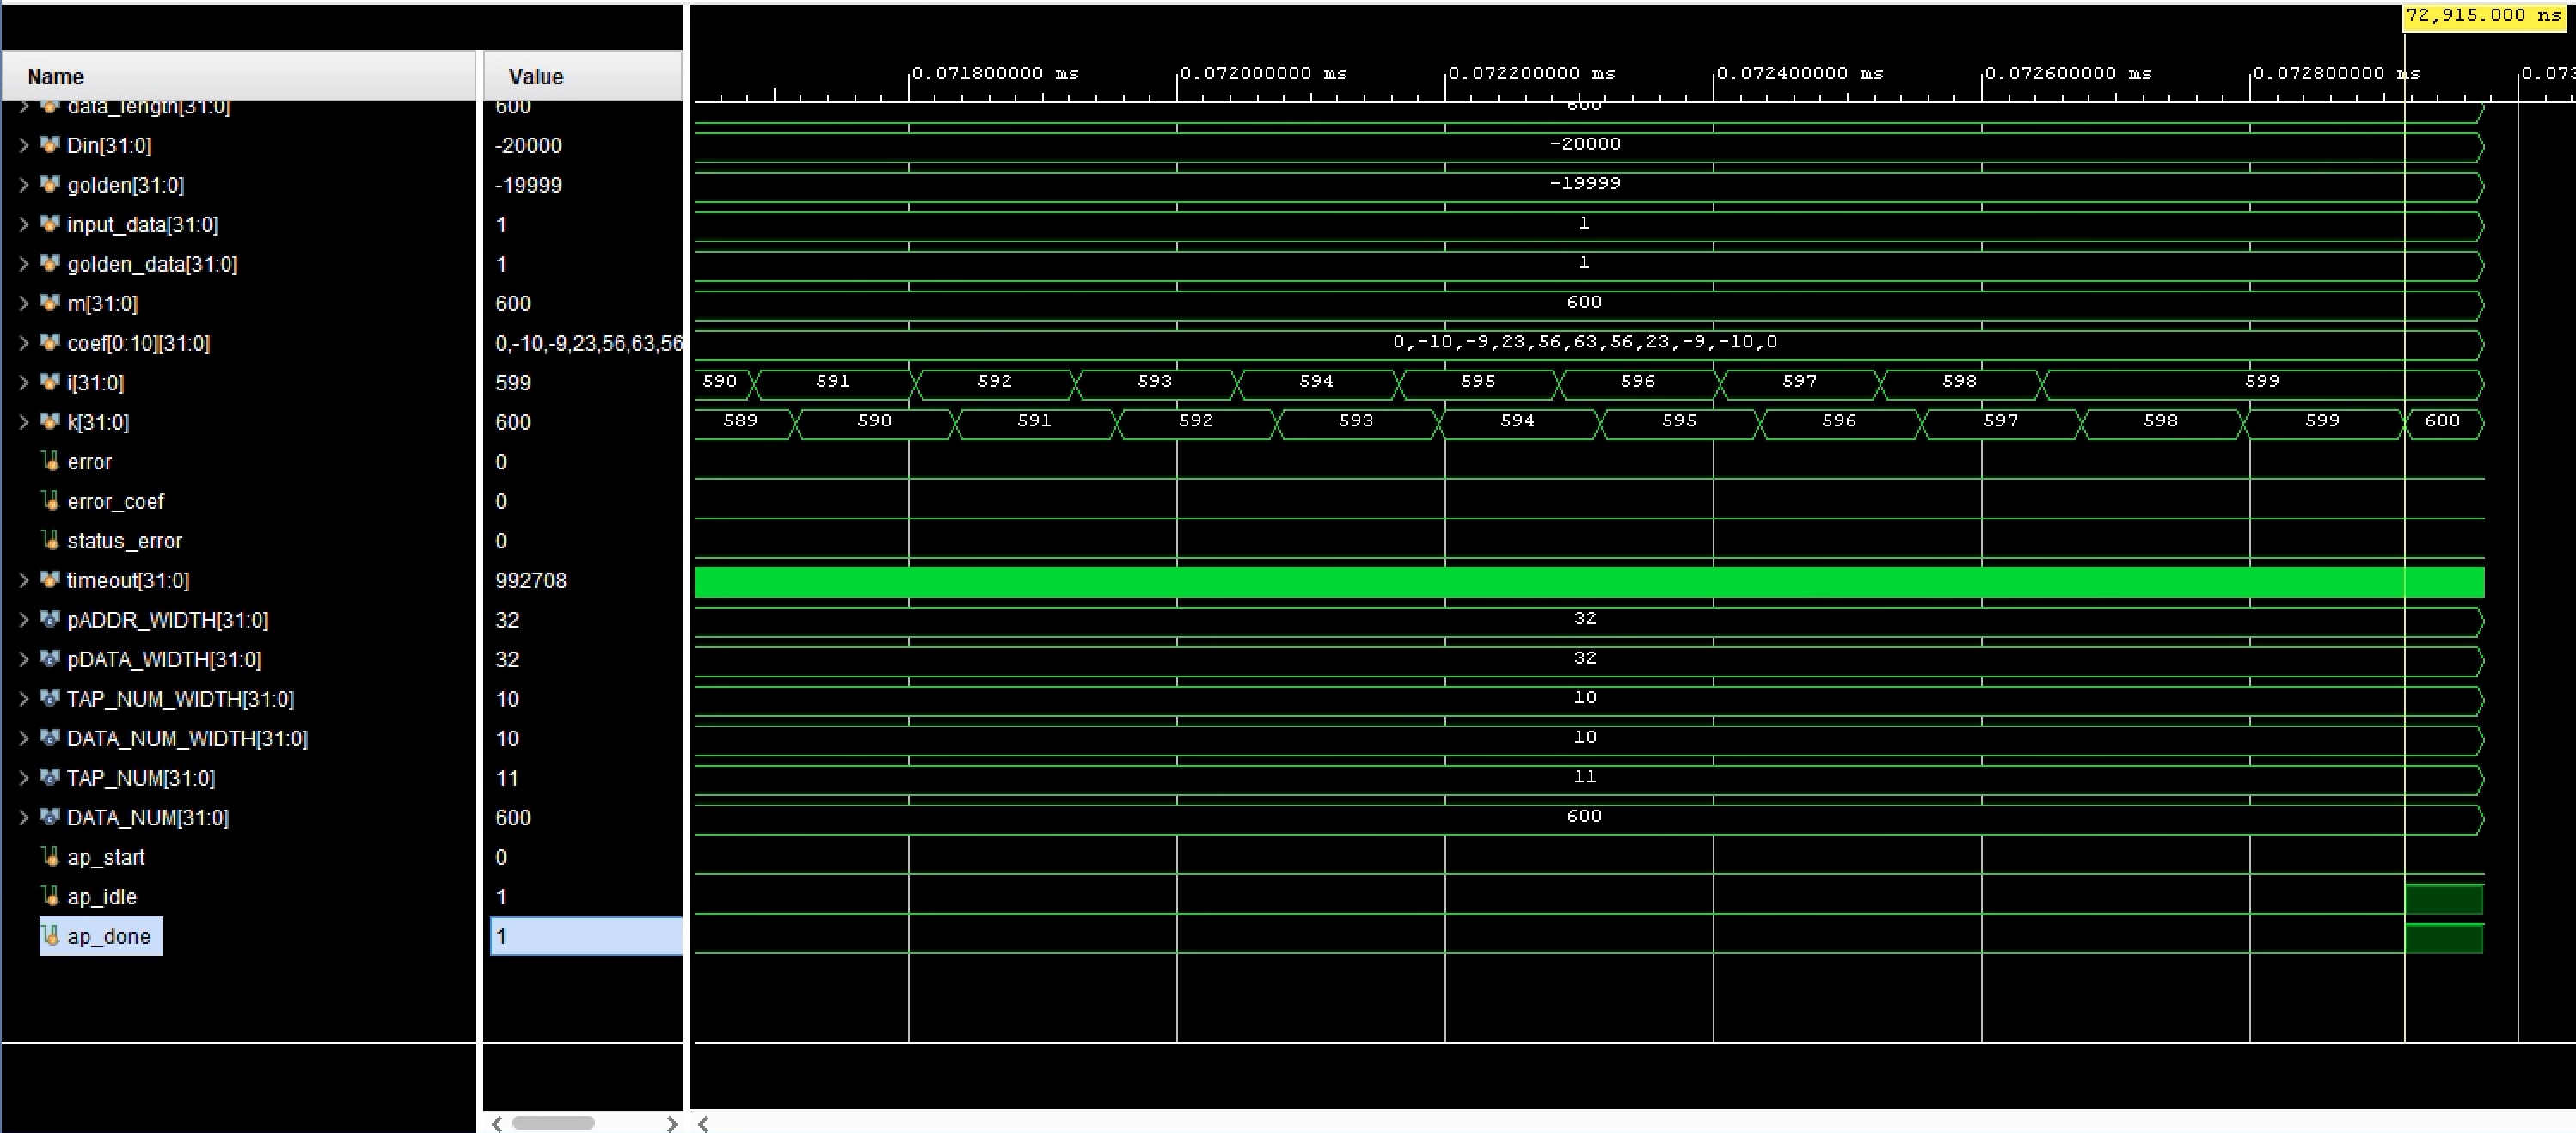 72,915.000 ns
Name Value 0.071800000 ms 0.072000000 ms 0.072200000 ms 0.072400000 ms 0.072600000 ms 0.072800000 ms 0.073
data_length[31:0] 600 600
Din[31:0] -20000 -20000
golden[31:0] -19999 -19999
input_data[31:0] 1 1
golden_data[31:0] 1 1
m[31:0] 600 600
coef[0:10][31:0] 0,-10,-9,23,56,63,56 0,-10,-9,23,56,63,56,23,-9,-10,0
i[31:0] 599 590 591 592 593 594 595 596 597 598 599
k[31:0] 600 589 590 591 592 593 594 595 596 597 598 599 600
error 0
error_coef 0
status_error 0
timeout[31:0] 992708
pADDR_WIDTH[31:0] 32 32
pDATA_WIDTH[31:0] 32 32
TAP_NUM_WIDTH[31:0] 10 10
DATA_NUM_WIDTH[31:0] 10 10
TAP_NUM[31:0] 11 11
DATA_NUM[31:0] 600 600
ap_start 0
ap_idle 1
ap_done 1